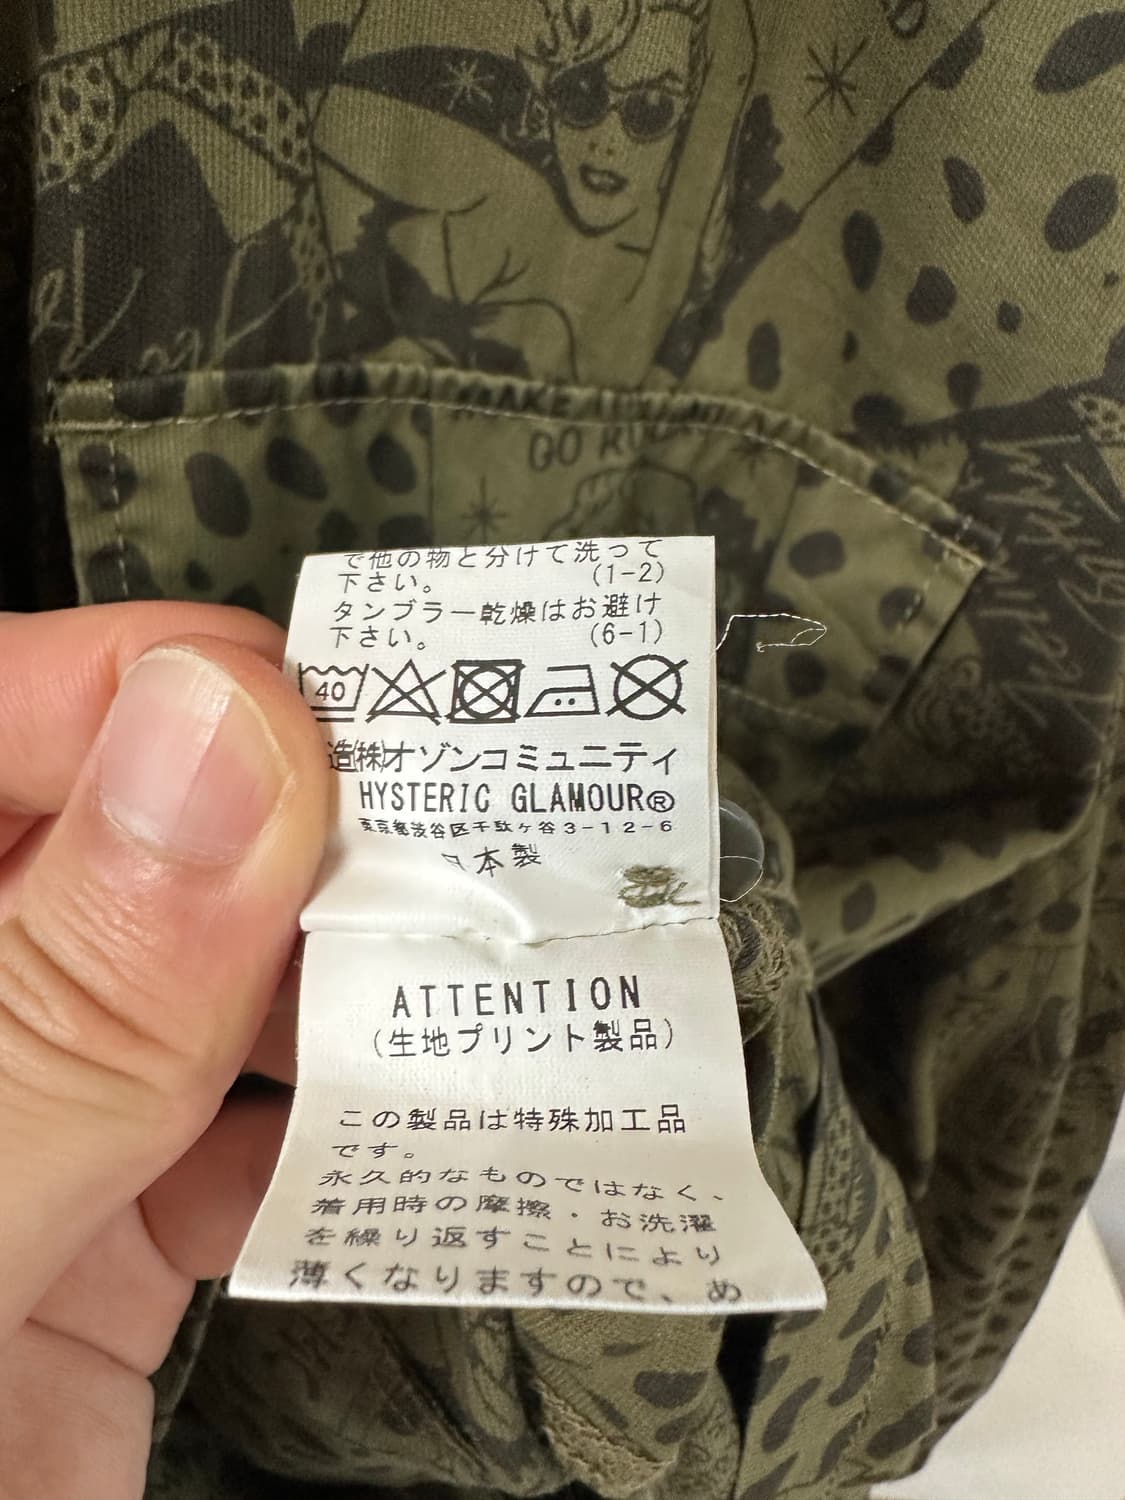 GO
で他の物と分けて洗って
下さい。 (1-2)
タンブラー乾燥はお避け
下さい。 (6-1)
40
造(株)オゾンコミュニティ
HYSTERIC GLAMOUR®
東京都渋谷区千駄ヶ谷3-1-2-6
日本製
ATTENTION
(生地プリント製品)
この製品は特殊加工品
です。
永久的なものではなく、
着用時の摩擦・お洗濯
を繰り返すことにより
薄くなりますので、め